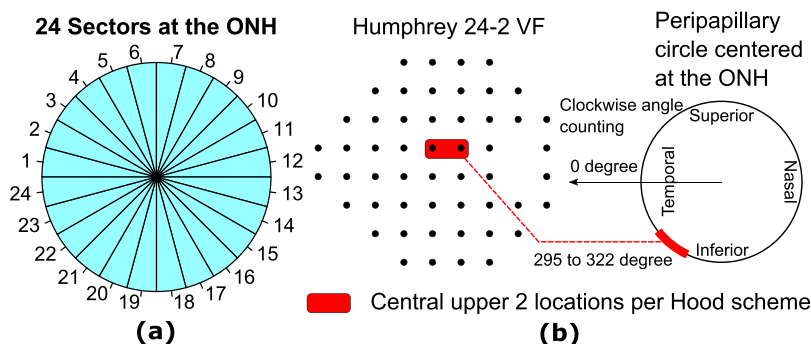 24 Sectors at the ONH
6 7
5 8
4 9
3 10
2 11
1 12
24 13
23 14
22 15
21 16
20 17
19 18
(a)
Humphrey 24-2 VF
Peripapillary
circle centered
at the ONH
Clockwise angle
counting
Superior
0 degree
Temporal
Nasal
Inferior
295 to 322 degree
Central upper 2 locations per Hood scheme
(b)